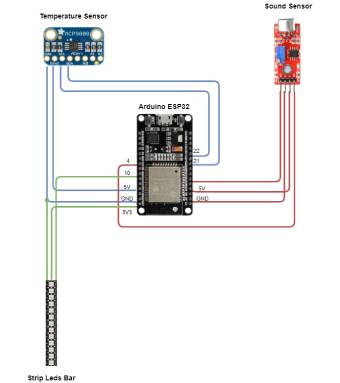 Sound Sensor
Temperature Sensor
MCP9808
Arduino ESP32
22
4
21
10
5V
5V
GND
GND
3V3
Strip Leds Bar